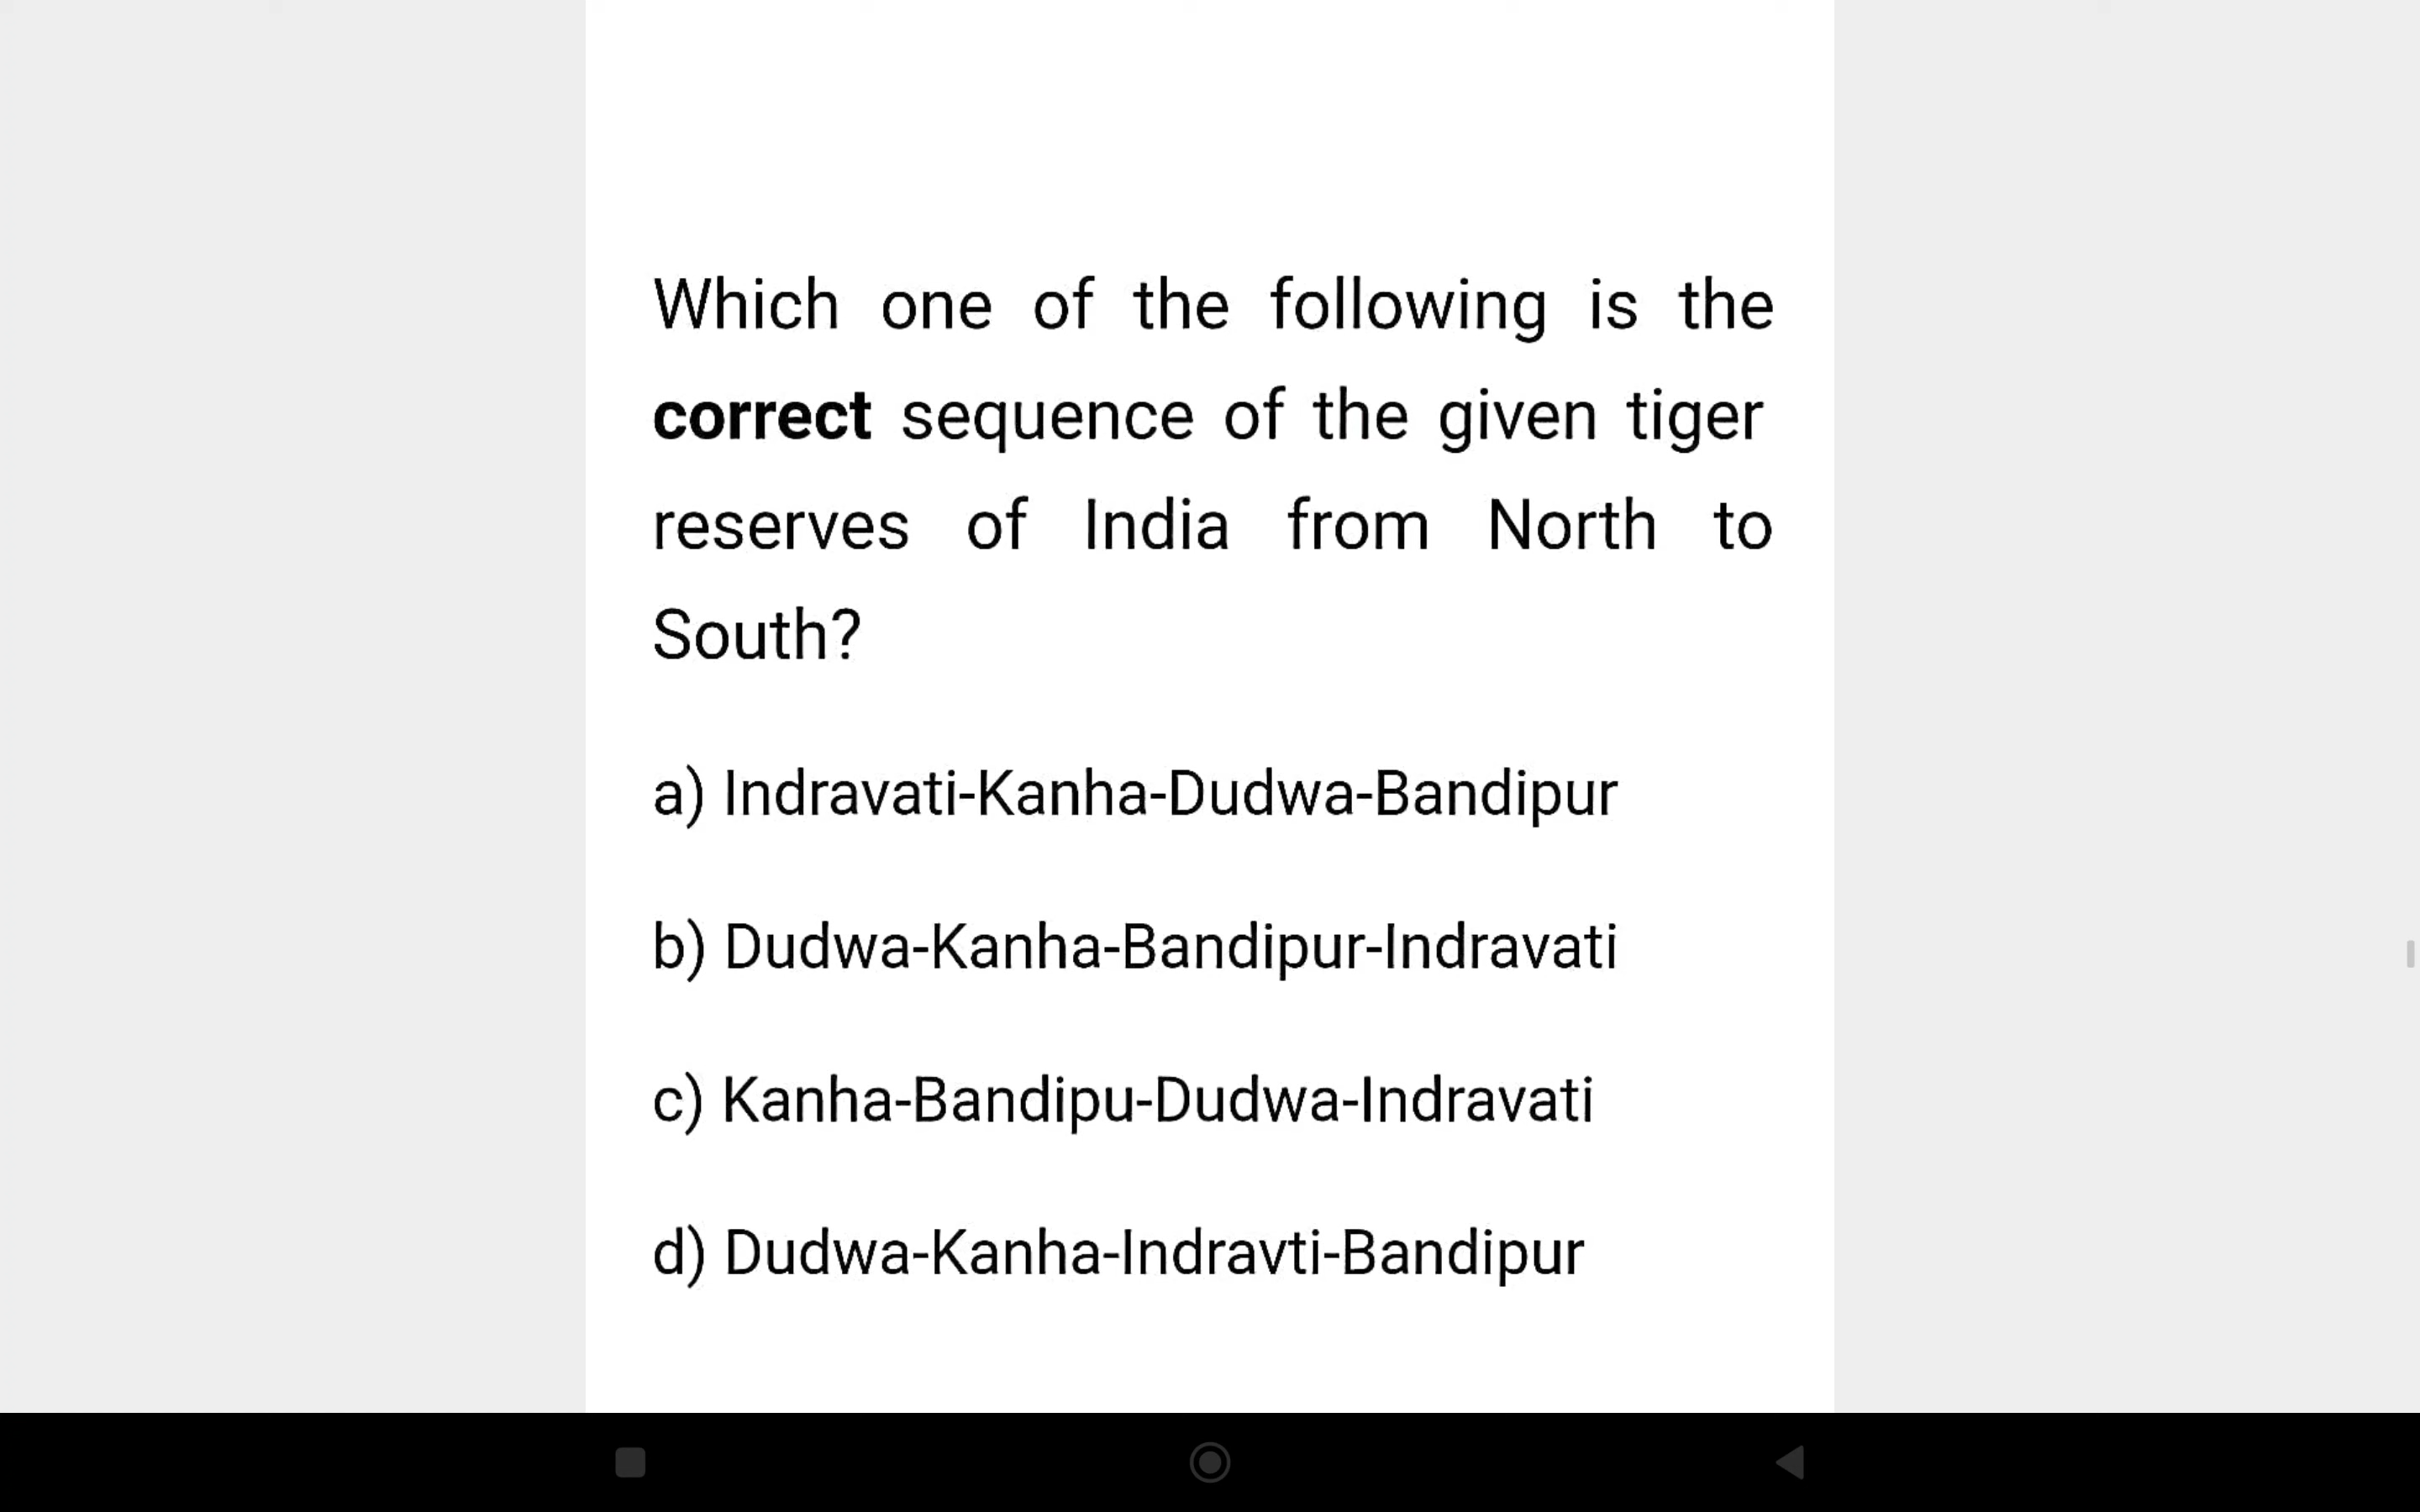 Which one of the following is the
correct sequence of the given tiger
reserves of India from North to
South?
a) Indravati-Kanha-Dudwa-Bandipur
b) Dudwa-Kanha-Bandipur-Indravati
c) Kanha-Bandipu-Dudwa-Indravati
d) Dudwa-Kanha-Indravti-Bandipur